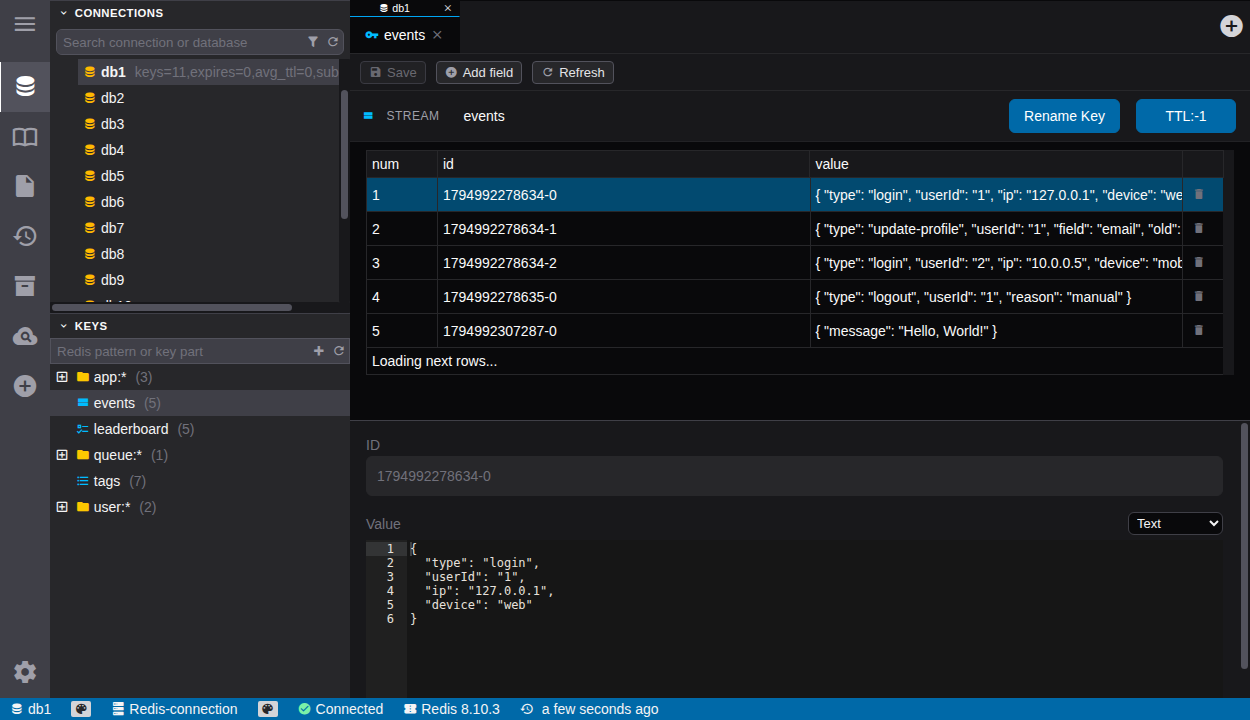 CONNECTIONS
Search connection or database
db1 keys=11,expires=0,avg_ttl=0,sub
db2
db3
db4
db5
db6
db7
db8
db9
KEYS
Redis pattern or key part
app:* (3)
events (5)
leaderboard (5)
queue:* (1)
tags (7)
user:* (2)
db1
events
Save Add field Refresh
STREAM events Rename Key TTL:-1
num id value
1 1794992278634-0 { "type": "login", "userId": "1", "ip": "127.0.0.1", "device": "we
2 1794992278634-1 { "type": "update-profile", "userId": "1", "field": "email", "old":
3 1794992278634-2 { "type": "login", "userId": "2", "ip": "10.0.0.5", "device": "mob
4 1794992278635-0 { "type": "logout", "userId": "1", "reason": "manual" }
5 1794992307287-0 { "message": "Hello, World!" }
Loading next rows...
ID
1794992278634-0
Value Text
1 {
2 "type": "login",
3 "userId": "1",
4 "ip": "127.0.0.1",
5 "device": "web"
6 }
db1 Redis-connection Connected Redis 8.10.3 a few seconds ago